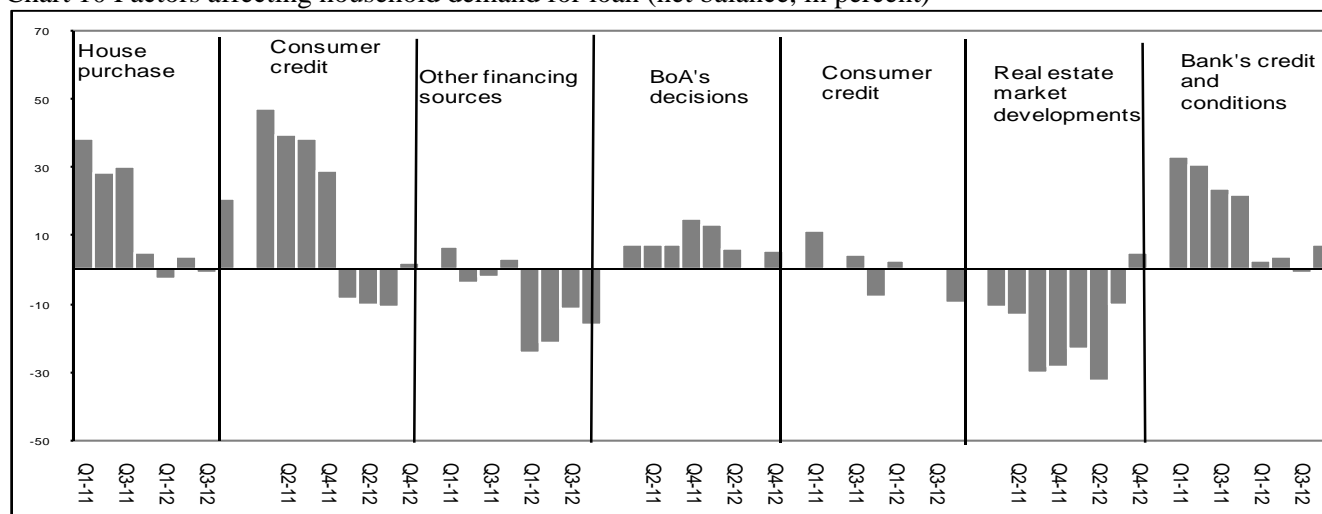 Chart 10 Factors affecting household demand for loan (net balance, in percent)
House
purchase
Consumer
credit
Other financing
sources
BoA's
decisions
Consumer
credit
Real estate
market
developments
Bank's credit
and
conditions
70
50
30
10
-10
-30
-50
Q1-11
Q3-11
Q1-12
Q3-12
Q2-11
Q4-11
Q2-12
Q4-12
Q1-11
Q3-11
Q1-12
Q3-12
Q2-11
Q4-11
Q2-12
Q4-12
Q1-11
Q3-11
Q1-12
Q3-12
Q2-11
Q4-11
Q2-12
Q4-12
Q1-11
Q3-11
Q1-12
Q3-12